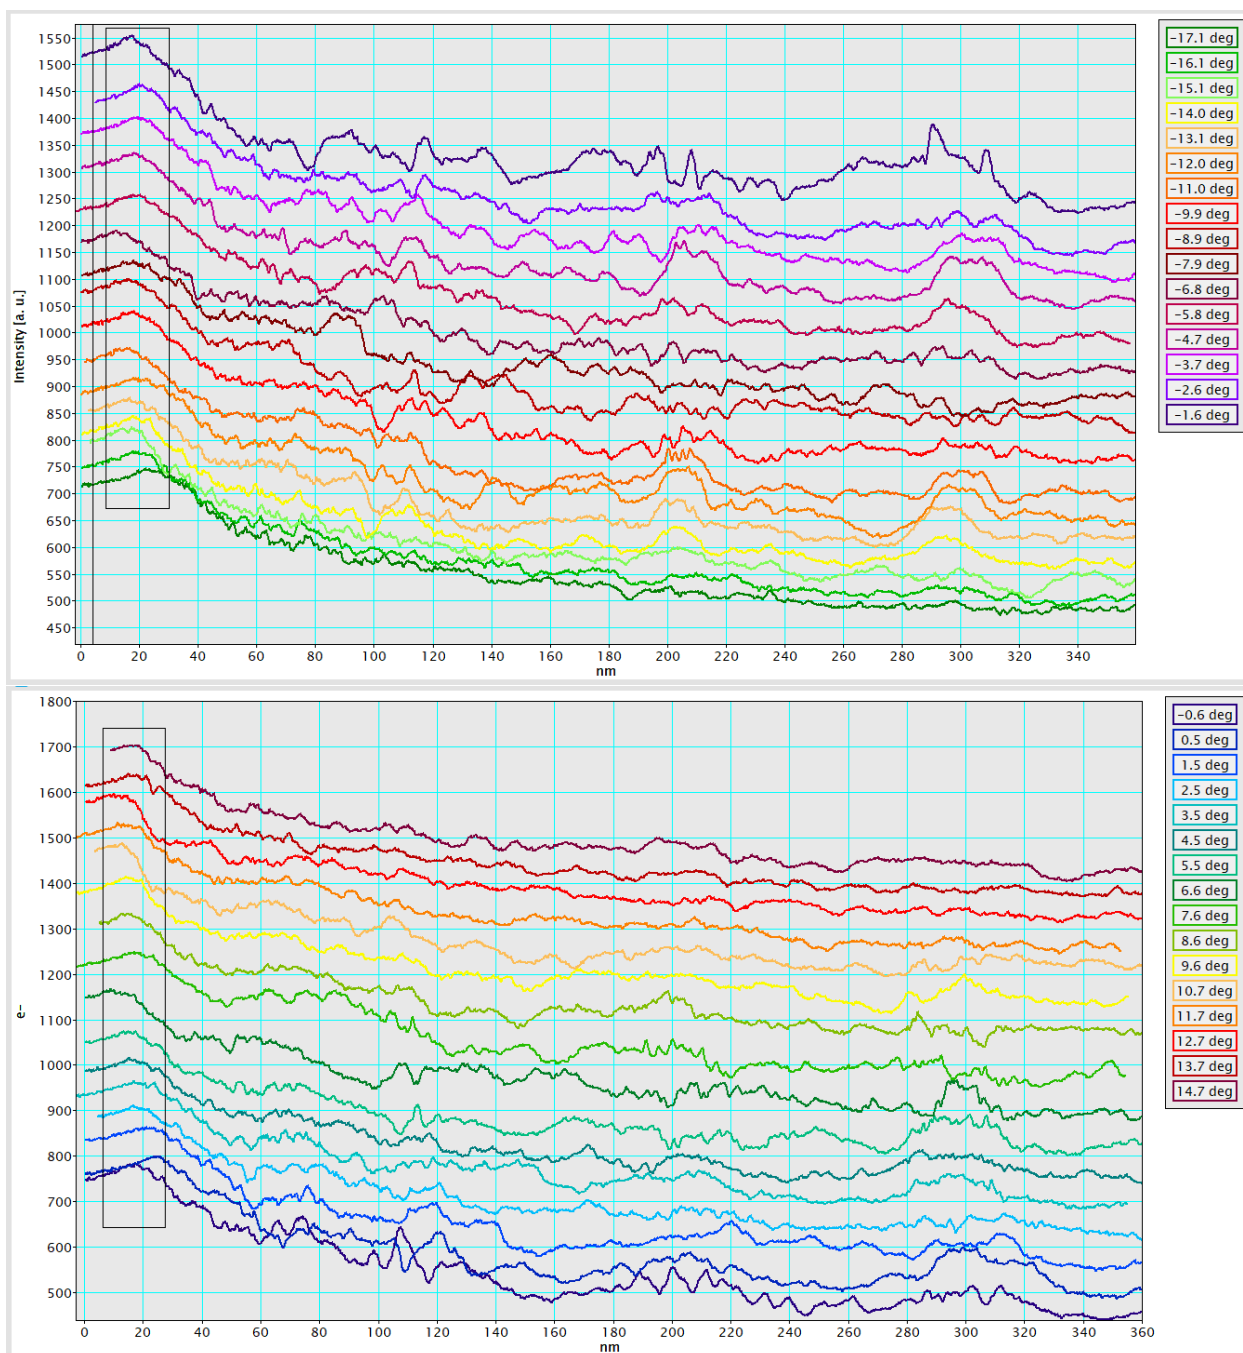 1550
1500
1450
1400
1350
1300
1250
1200
1150
1100
1050
1000
950
900
850
800
750
700
650
600
550
500
450
Intensity [a. u.]
0 20 40 60 80 100 120 140 160 180 200 220 240 260 280 300 320 340
nm
-17.1 deg
-16.1 deg
-15.1 deg
-14.0 deg
-13.1 deg
-12.0 deg
-11.0 deg
-9.9 deg
-8.9 deg
-7.9 deg
-6.8 deg
-5.8 deg
-4.7 deg
-3.7 deg
-2.6 deg
-1.6 deg
1800
1700
1600
1500
1400
1300
1200
1100
1000
900
800
700
600
500
e-
0 20 40 60 80 100 120 140 160 180 200 220 240 260 280 300 320 340 360
nm
-0.6 deg
0.5 deg
1.5 deg
2.5 deg
3.5 deg
4.5 deg
5.5 deg
6.6 deg
7.6 deg
8.6 deg
9.6 deg
10.7 deg
11.7 deg
12.7 deg
13.7 deg
14.7 deg